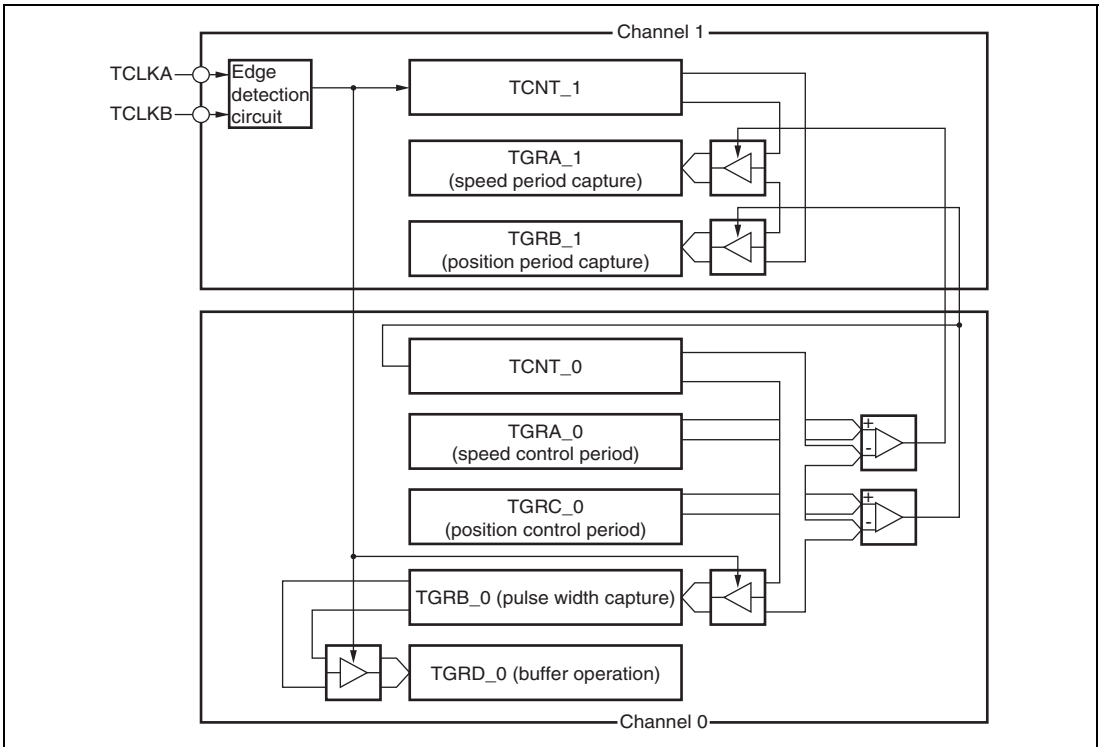 Channel 1
TCLKA
TCLKB
Edge
detection
circuit
TCNT_1
TGRA_1
(speed period capture)
TGRB_1
(position period capture)
TCNT_0
TGRA_0
(speed control period)
+
-
TGRC_0
(position control period)
+
-
TGRB_0 (pulse width capture)
TGRD_0 (buffer operation)
Channel 0